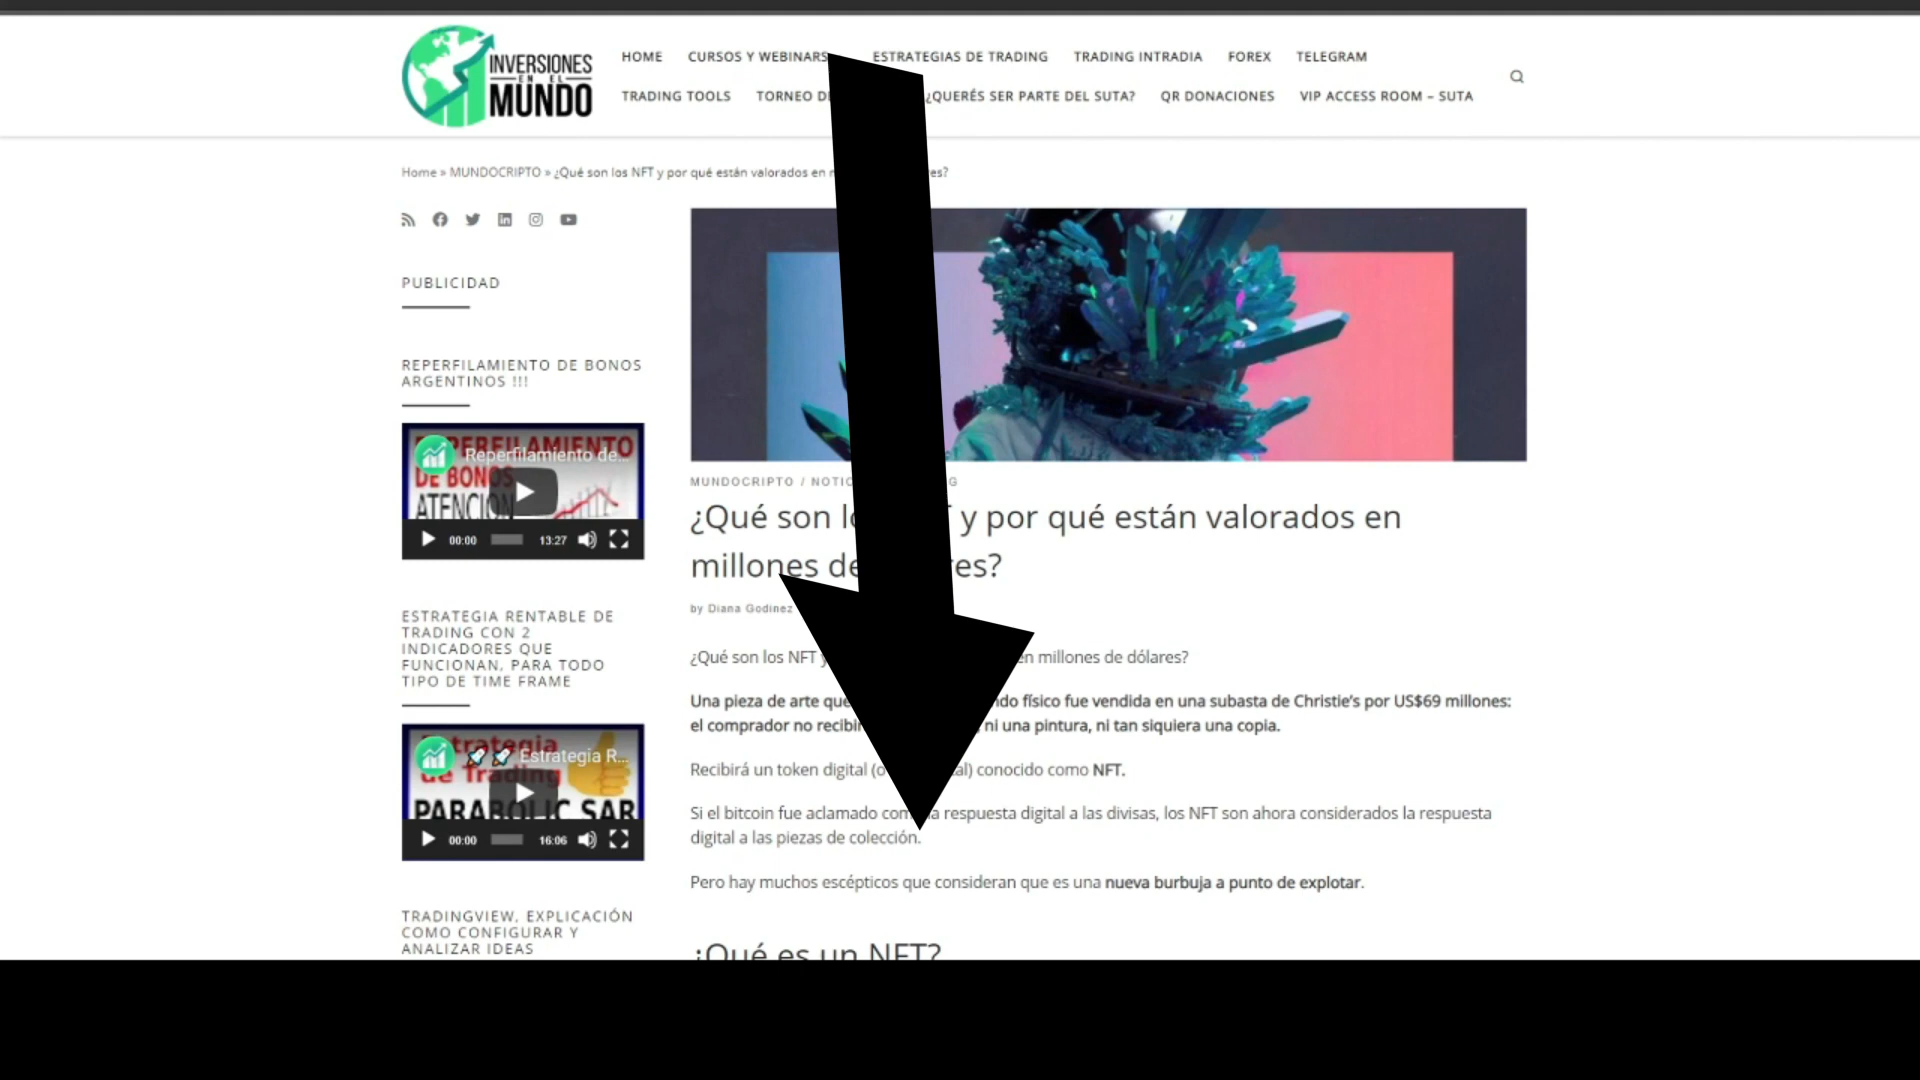 INVERSIONES
EN EL
MUNDO
HOME CURSOS Y WEBINARS ESTRATEGIAS DE TRADING TRADING INTRADIA FOREX TELEGRAM
TRADING TOOLS TORNEO ¿QUERÉS SER PARTE DEL SUTA? QR DONACIONES VIP ACCESS ROOM – SUTA
Home » MUNDOCRIPTO » ¿Qué son los NFT y por qué están valorados en
PUBLICIDAD
REPERFILAMIENTO DE BONOS
ARGENTINOS !!!
REPERFILAMIENTO
Reperfilamiento de...
DE BONOS
ATENCION
00:00 13:27
ESTRATEGIA RENTABLE DE
TRADING CON 2
INDICADORES QUE
FUNCIONAN, PARA TODO
TIPO DE TIME FRAME
Estrategia
Estrategia R...
de Trading
PARABOLIC SAR
00:00 16:06
TRADINGVIEW, EXPLICACIÓN
COMO CONFIGURAR Y
ANALIZAR IDEAS
MUNDOCRIPTO /
¿Qué son y por qué están valorados en
millones
by Diana Godinez
¿Qué son los NFT en millones de dólares?
Una pieza de arte que físico fue vendida en una subasta de Christie's por US$69 millones:
el comprador no ni una pintura, ni tan siquiera una copia.
Recibirá un token digital conocido como NFT.
Si el bitcoin fue aclamado respuesta digital a las divisas, los NFT son ahora considerados la respuesta
digital a las piezas de colección.
Pero hay muchos escépticos que consideran que es una nueva burbuja a punto de explotar.
¿Qué es un NFT?